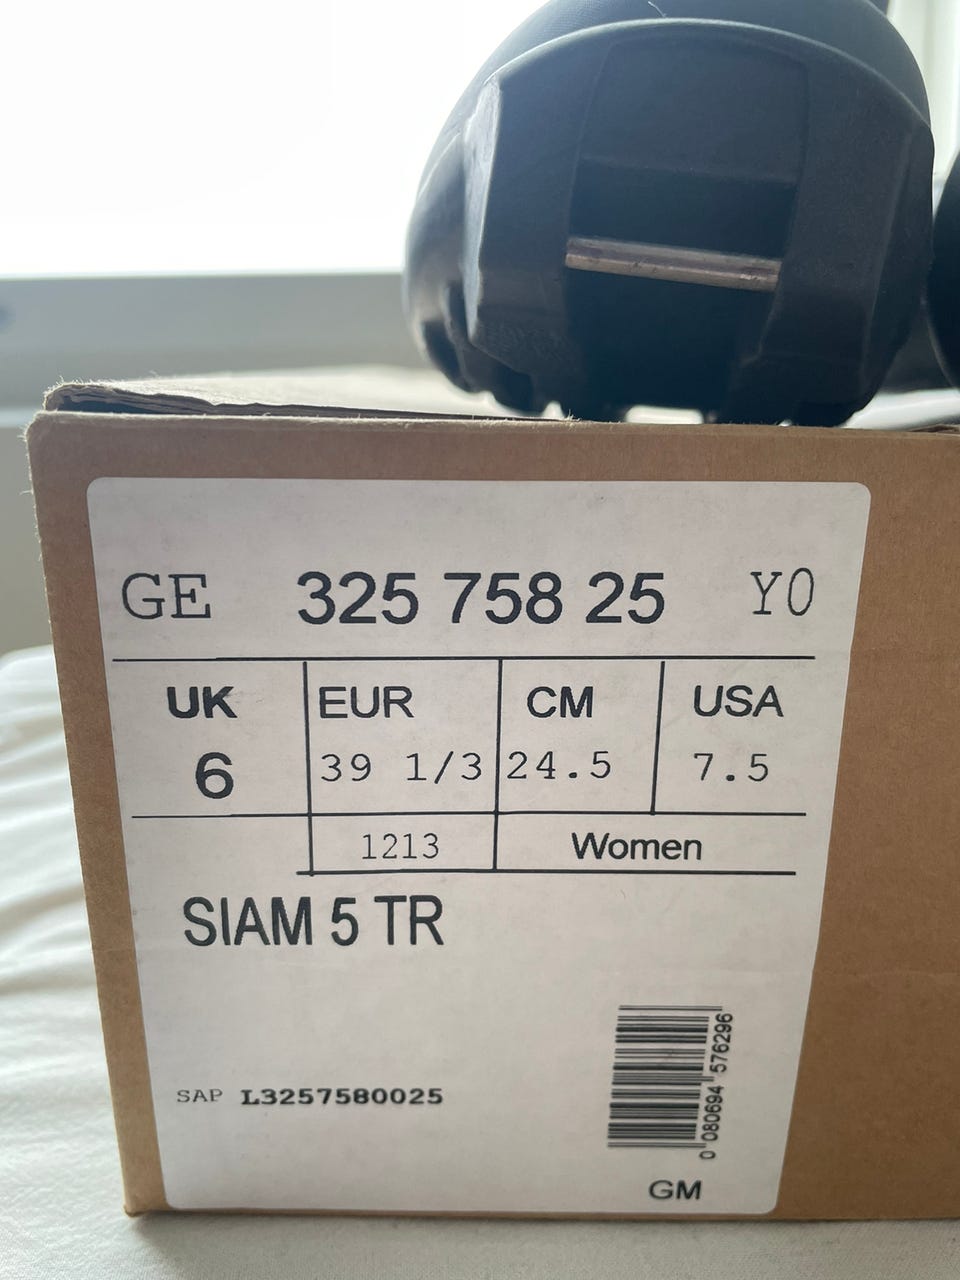 GE 325 758 25 Y0
UK EUR CM USA
6 39 1/3 24.5 7.5
1213 Women
SIAM 5 TR
SAP L3257580025
0 080694 576296
GM